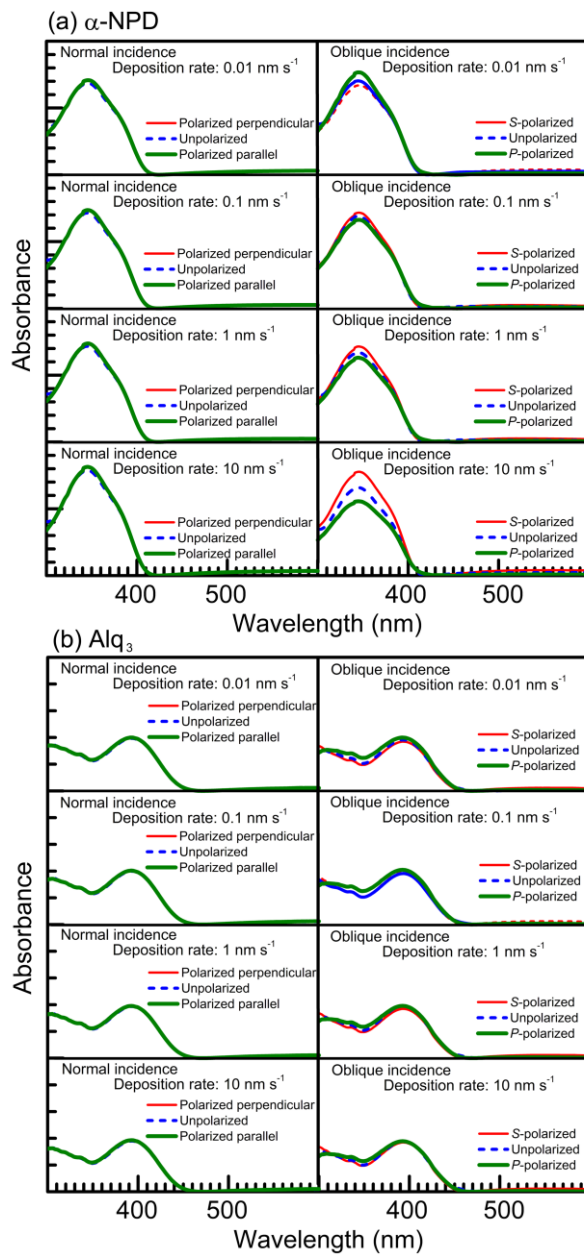 (a) α-NPD
Normal incidence
Deposition rate: 0.01 nm s⁻¹
Polarized perpendicular
Unpolarized
Polarized parallel
Oblique incidence
Deposition rate: 0.01 nm s⁻¹
S-polarized
Unpolarized
P-polarized
Normal incidence
Deposition rate: 0.1 nm s⁻¹
Polarized perpendicular
Unpolarized
Polarized parallel
Oblique incidence
Deposition rate: 0.1 nm s⁻¹
S-polarized
Unpolarized
P-polarized
Normal incidence
Deposition rate: 1 nm s⁻¹
Polarized perpendicular
Unpolarized
Polarized parallel
Oblique incidence
Deposition rate: 1 nm s⁻¹
S-polarized
Unpolarized
P-polarized
Normal incidence
Deposition rate: 10 nm s⁻¹
Polarized perpendicular
Unpolarized
Polarized parallel
Oblique incidence
Deposition rate: 10 nm s⁻¹
S-polarized
Unpolarized
P-polarized
Absorbance
400 500 400 500
Wavelength (nm)
(b) Alq₃
Normal incidence
Deposition rate: 0.01 nm s⁻¹
Polarized perpendicular
Unpolarized
Polarized parallel
Oblique incidence
Deposition rate: 0.01 nm s⁻¹
S-polarized
Unpolarized
P-polarized
Normal incidence
Deposition rate: 0.1 nm s⁻¹
Polarized perpendicular
Unpolarized
Polarized parallel
Oblique incidence
Deposition rate: 0.1 nm s⁻¹
S-polarized
Unpolarized
P-polarized
Normal incidence
Deposition rate: 1 nm s⁻¹
Polarized perpendicular
Unpolarized
Polarized parallel
Oblique incidence
Deposition rate: 1 nm s⁻¹
S-polarized
Unpolarized
P-polarized
Normal incidence
Deposition rate: 10 nm s⁻¹
Polarized perpendicular
Unpolarized
Polarized parallel
Oblique incidence
Deposition rate: 10 nm s⁻¹
S-polarized
Unpolarized
P-polarized
Absorbance
400 500 400 500
Wavelength (nm)